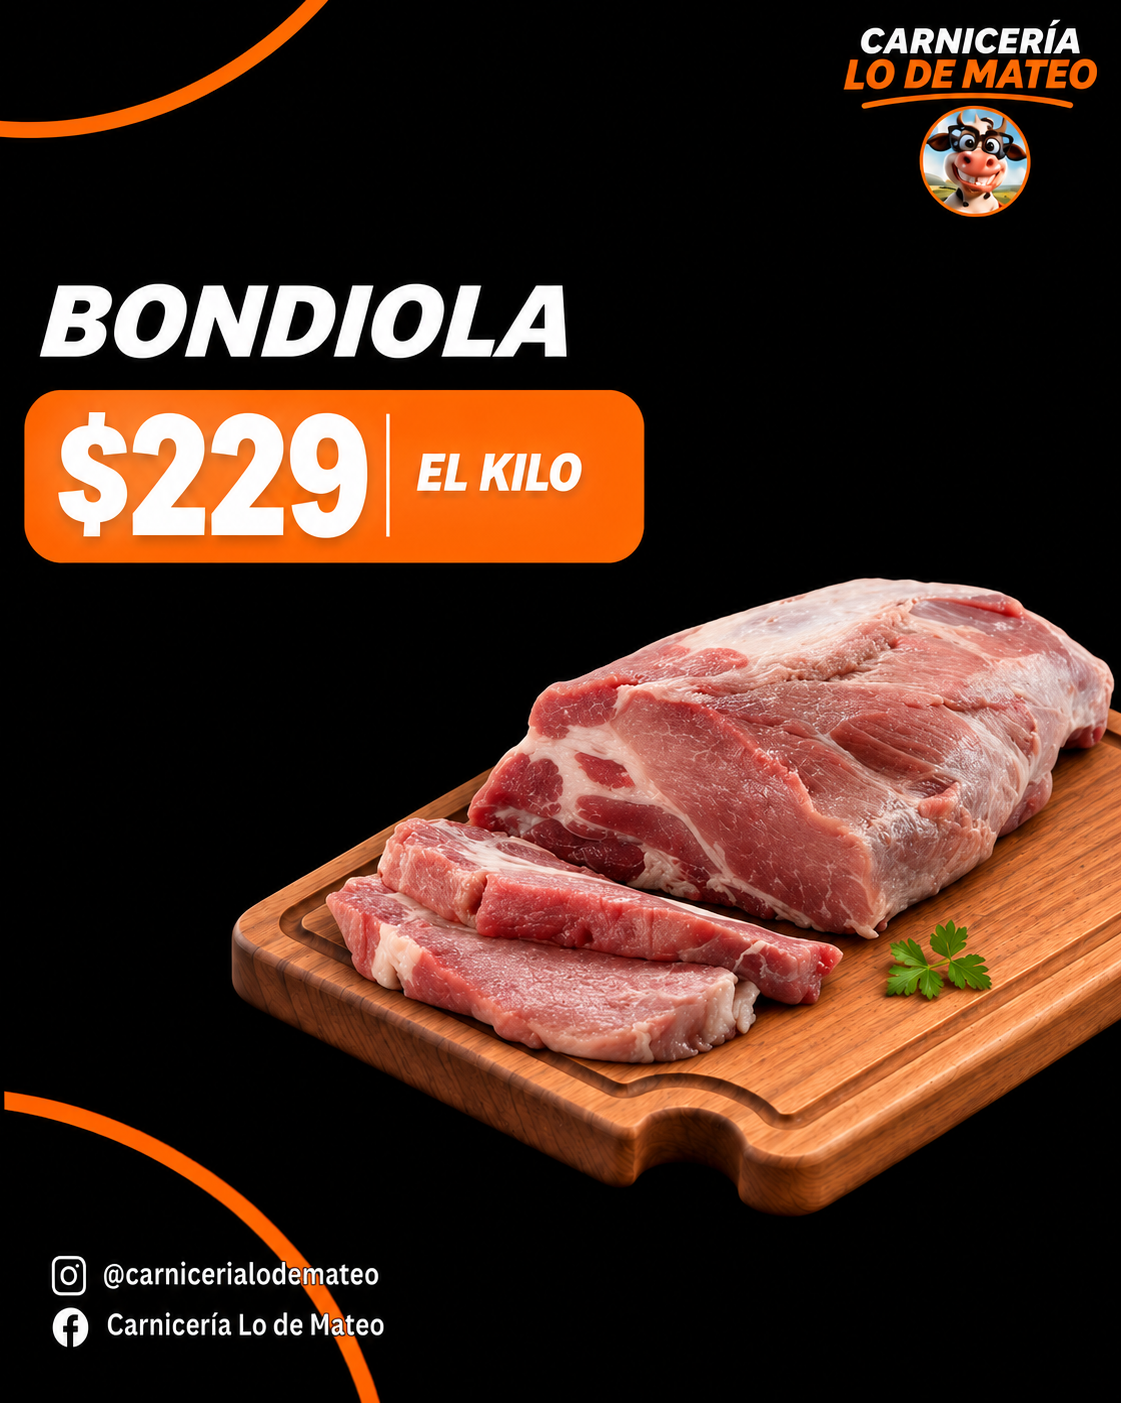 CARNICERÍA
LO DE MATEO
BONDIOLA
$229
EL KILO
@carnicerialodemateo
Carnicería Lo de Mateo